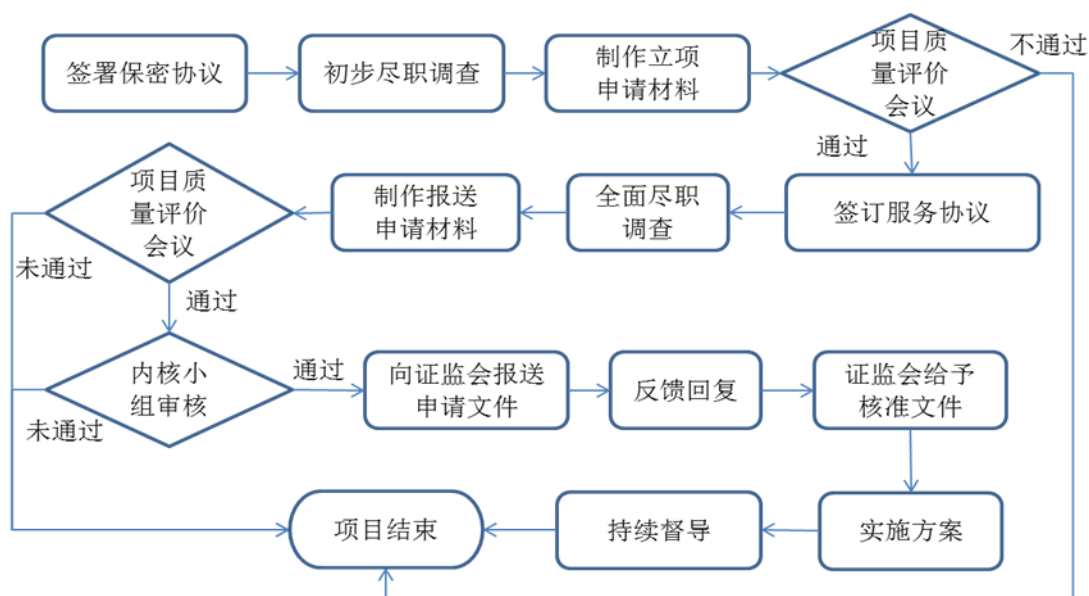 签署保密协议
初步尽职调查
制作立项
申请材料
项目质
量评价
会议
不通过
通过
签订服务协议
全面尽职
调查
制作报送
申请材料
项目质
量评价
会议
未通过
通过
内核小
组审核
未通过
通过
向证监会报送
申请文件
反馈回复
证监会给予
核准文件
实施方案
持续督导
项目结束